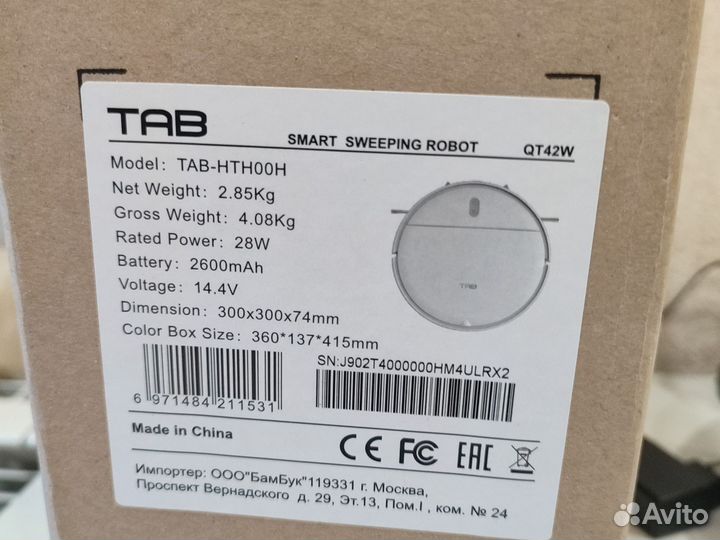 TAB
SMART SWEEPING ROBOT QT42W
Model: TAB-HTH00H
Net Weight: 2.85Kg
Gross Weight: 4.08Kg
Rated Power: 28W
Battery: 2600mAh
Voltage: 14.4V
Dimension: 300x300x74mm
Color Box Size: 360*137*415mm
TAB
SN:J902T4000000HM4ULRX2
6 971484 211531
Made in China
CE FC EAC
Импортер: ООО"БамБук"119331 г. Москва,
Проспект Вернадского д. 29, Эт.13, Пом.I , ком. № 24
Avito